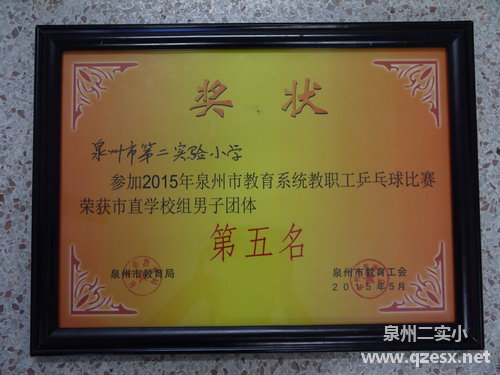 奖状
泉州市第二实验小学
参加2015年泉州市教育系统教职工乒乓球比赛
荣获市直学校组男子团体
第五名
泉州市教育局
泉州市教育工会
2015年5月
泉州二实小
www.qzesx.net